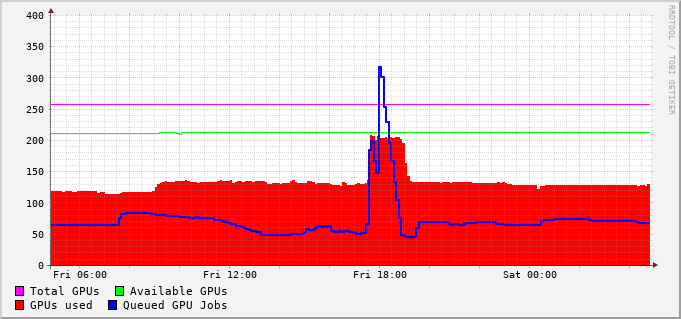 400
350
300
250
200
150
100
50
0
Fri 06:00 Fri 12:00 Fri 18:00 Sat 00:00
Total GPUs Available GPUs
GPUs used Queued GPU Jobs
RRDTOOL / TOBI OETIKER